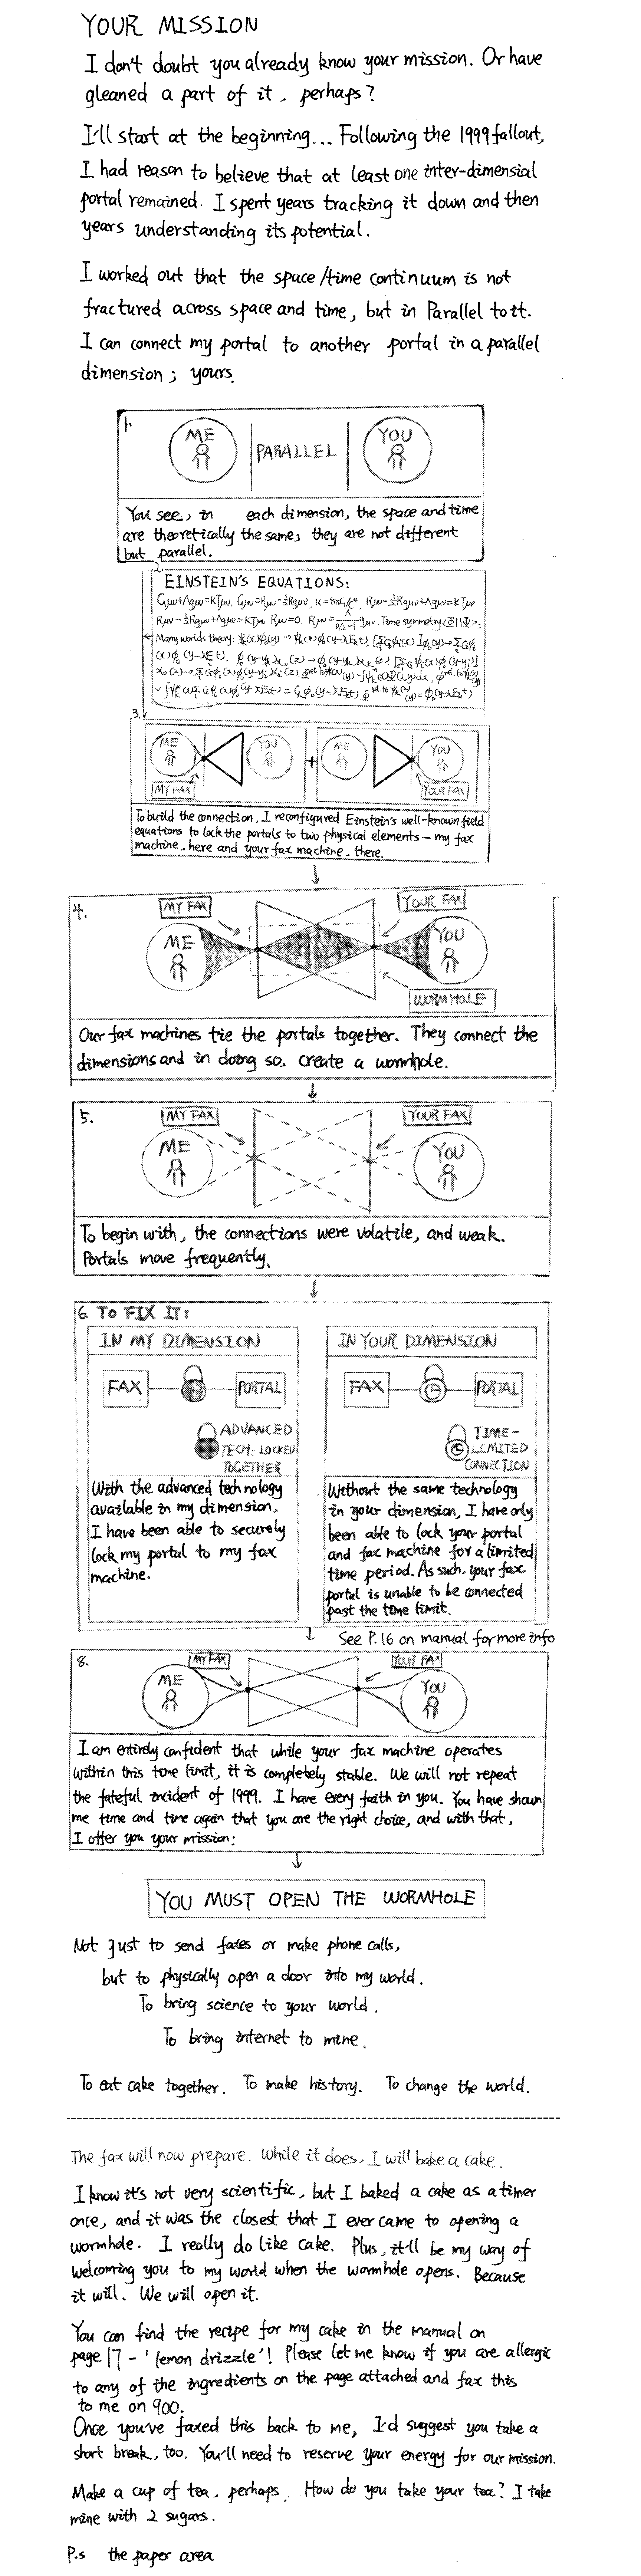 YOUR MISSION
I don't doubt you already know your mission. Or have
gleaned a part of it, perhaps?
I'll start at the beginning... Following the 1999 fallout,
I had reason to believe that at least one inter-dimensial
portal remained. I spent years tracking it down and then
years understanding its potential.
I worked out that the space/time continuum is not
fractured across space and time, but in Parallel to it.
I can connect my portal to another portal in a parallel
dimension; yours.
1.
ME
PARALLEL
YOU
You see, in each dimension, the space and time
are theoretically the same, they are not different
but parallel.
2.
EINSTEIN'S EQUATIONS:
Time symmetry
Many worlds theory:
3.
ME
YOU
+
ME
YOU
MY FAX
YOUR FAX
To build the connection, I reconfigured Einstein's well-known field
equations to lock the portals to two physical elements - my fax
machine, here and your fax machine, there.
4.
MY FAX
YOUR FAX
ME
YOU
WORMHOLE
Our fax machines tie the portals together. They connect the
dimensions and in doing so, create a wormhole.
5.
MY FAX
YOUR FAX
ME
YOU
To begin with, the connections were volatile, and weak.
Portals move frequently.
6. TO FIX IT:
IN MY DIMENSION
FAX
PORTAL
ADVANCED
TECH: LOCKED
TOGETHER
With the advanced technology
available in my dimension,
I have been able to securely
lock my portal to my fax
machine.
IN YOUR DIMENSION
FAX
PORTAL
TIME-
LIMITED
CONNECTION
Without the same technology
in your dimension, I have only
been able to lock your portal
and fax machine for a limited
time period. As such, your fax
portal is unable to be connected
past the time limit.
See P.16 on manual for more info
8.
MY FAX
YOUR FAX
ME
YOU
I am entirely confident that while your fax machine operates
within this time limit, it is completely stable. We will not repeat
the fateful incident of 1999. I have every faith in you. You have shown
me time and time again that you are the right choice, and with that,
I offer you your mission:
YOU MUST OPEN THE WORMHOLE
Not just to send faxes or make phone calls,
but to physically open a door into my world.
To bring science to your world.
To bring internet to mine.
To eat cake together. To make history. To change the world.
The fax will now prepare. While it does, I will bake a cake.
I know it's not very scientific, but I baked a cake as a timer
once, and it was the closest that I ever came to opening a
wormhole. I really do like cake. Plus, it'll be my way of
welcoming you to my world when the wormhole opens. Because
it will. We will open it.
You can find the recipe for my cake in the manual on
page 17 - 'lemon drizzle'! Please let me know if you are allergic
to any of the ingredients on the page attached and fax this
to me on 900.
Once you've faxed this back to me, I'd suggest you take a
short break, too. You'll need to reserve your energy for our mission.
Make a cup of tea, perhaps. How do you take your tea? I take
mine with 2 sugars.
P.s the paper area